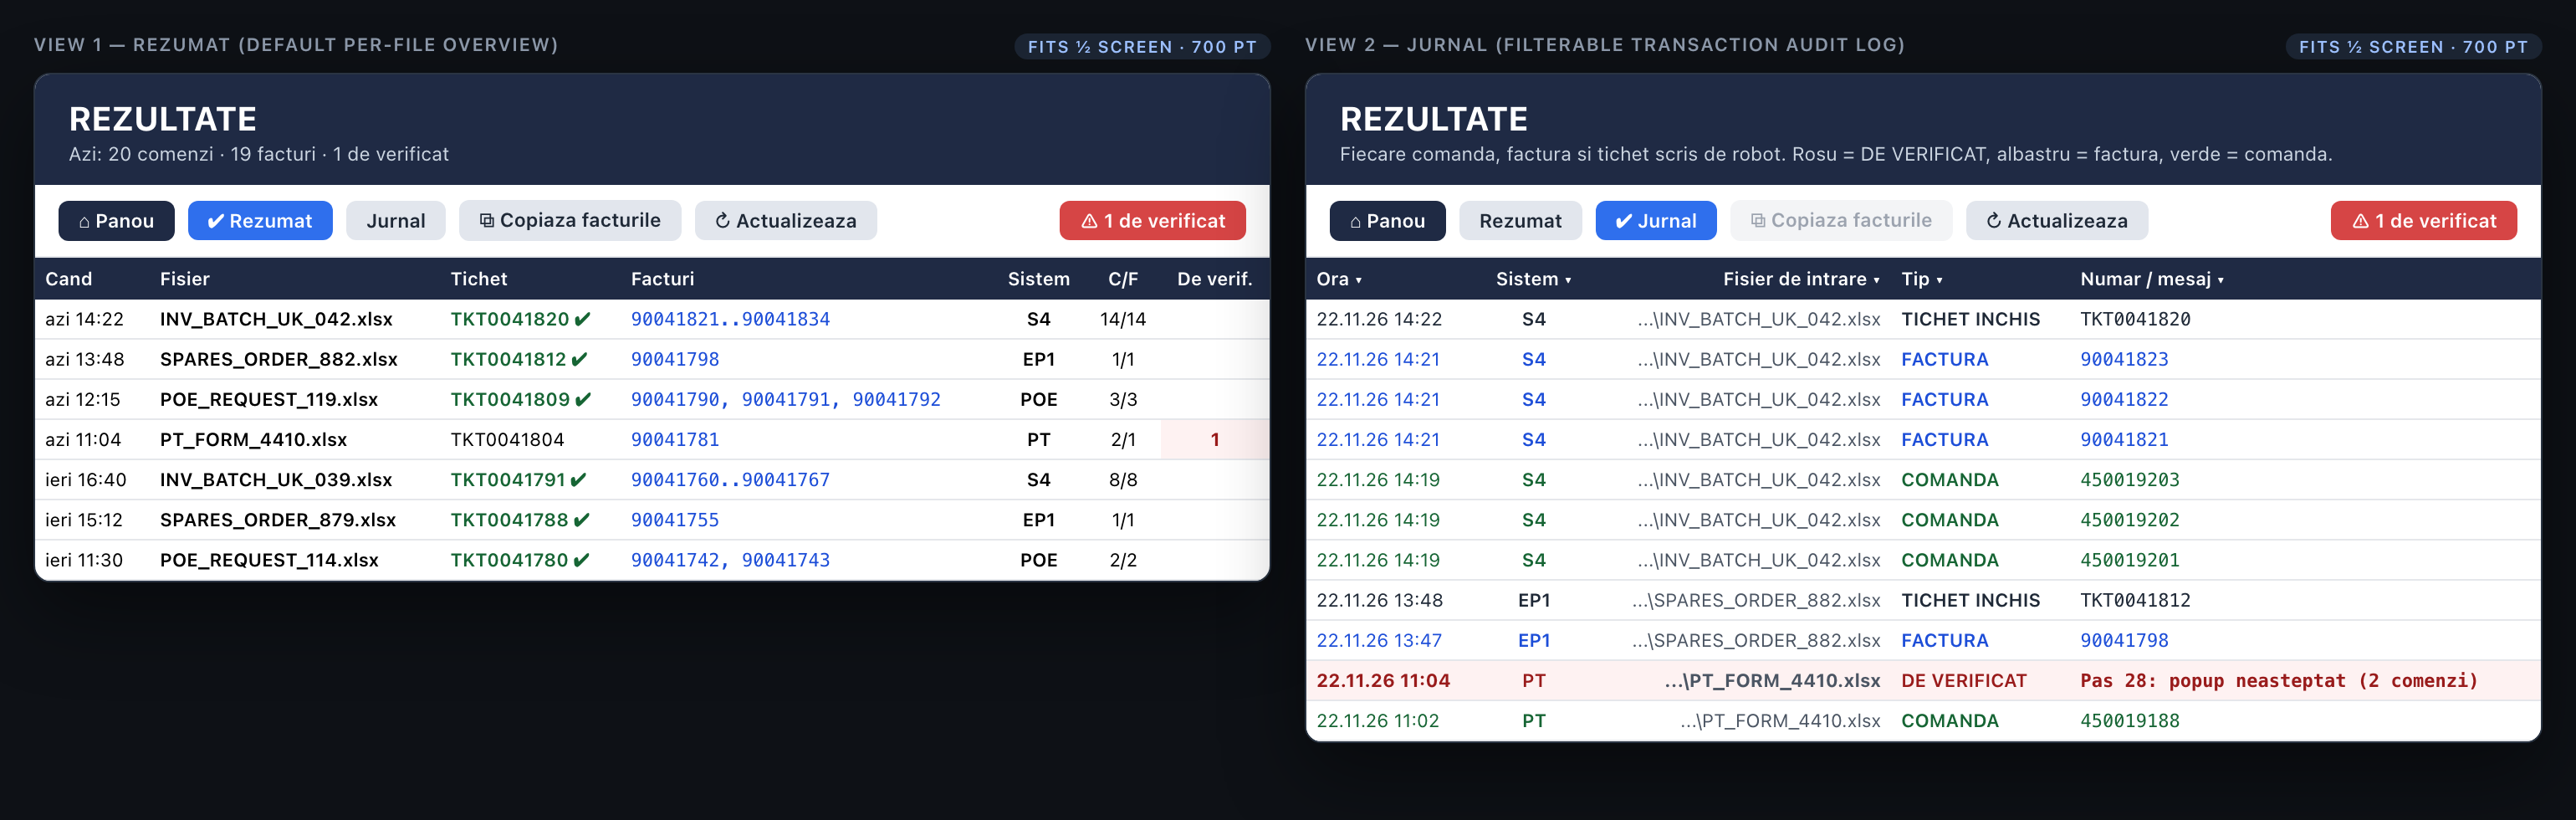 VIEW 1 — REZUMAT (DEFAULT PER-FILE OVERVIEW)
FITS ½ SCREEN · 700 PT
REZULTATE
Azi: 20 comenzi · 19 facturi · 1 de verificat
⌂ Panou ✔ Rezumat Jurnal ⧉ Copiaza facturile ↻ Actualizeaza ⚠ 1 de verificat
Cand Fisier Tichet Facturi Sistem C/F De verif.
azi 14:22 INV_BATCH_UK_042.xlsx TKT0041820 ✔ 90041821..90041834 S4 14/14
azi 13:48 SPARES_ORDER_882.xlsx TKT0041812 ✔ 90041798 EP1 1/1
azi 12:15 POE_REQUEST_119.xlsx TKT0041809 ✔ 90041790, 90041791, 90041792 POE 3/3
azi 11:04 PT_FORM_4410.xlsx TKT0041804 90041781 PT 2/1 1
ieri 16:40 INV_BATCH_UK_039.xlsx TKT0041791 ✔ 90041760..90041767 S4 8/8
ieri 15:12 SPARES_ORDER_879.xlsx TKT0041788 ✔ 90041755 EP1 1/1
ieri 11:30 POE_REQUEST_114.xlsx TKT0041780 ✔ 90041742, 90041743 POE 2/2
VIEW 2 — JURNAL (FILTERABLE TRANSACTION AUDIT LOG)
FITS ½ SCREEN · 700 PT
REZULTATE
Fiecare comanda, factura si tichet scris de robot. Rosu = DE VERIFICAT, albastru = factura, verde = comanda.
⌂ Panou Rezumat ✔ Jurnal ⧉ Copiaza facturile ↻ Actualizeaza ⚠ 1 de verificat
Ora ▾ Sistem ▾ Fisier de intrare ▾ Tip ▾ Numar / mesaj ▾
22.11.26 14:22 S4 ...\INV_BATCH_UK_042.xlsx TICHET INCHIS TKT0041820
22.11.26 14:21 S4 ...\INV_BATCH_UK_042.xlsx FACTURA 90041823
22.11.26 14:21 S4 ...\INV_BATCH_UK_042.xlsx FACTURA 90041822
22.11.26 14:21 S4 ...\INV_BATCH_UK_042.xlsx FACTURA 90041821
22.11.26 14:19 S4 ...\INV_BATCH_UK_042.xlsx COMANDA 450019203
22.11.26 14:19 S4 ...\INV_BATCH_UK_042.xlsx COMANDA 450019202
22.11.26 14:19 S4 ...\INV_BATCH_UK_042.xlsx COMANDA 450019201
22.11.26 13:48 EP1 ...\SPARES_ORDER_882.xlsx TICHET INCHIS TKT0041812
22.11.26 13:47 EP1 ...\SPARES_ORDER_882.xlsx FACTURA 90041798
22.11.26 11:04 PT ...\PT_FORM_4410.xlsx DE VERIFICAT Pas 28: popup neasteptat (2 comenzi)
22.11.26 11:02 PT ...\PT_FORM_4410.xlsx COMANDA 450019188